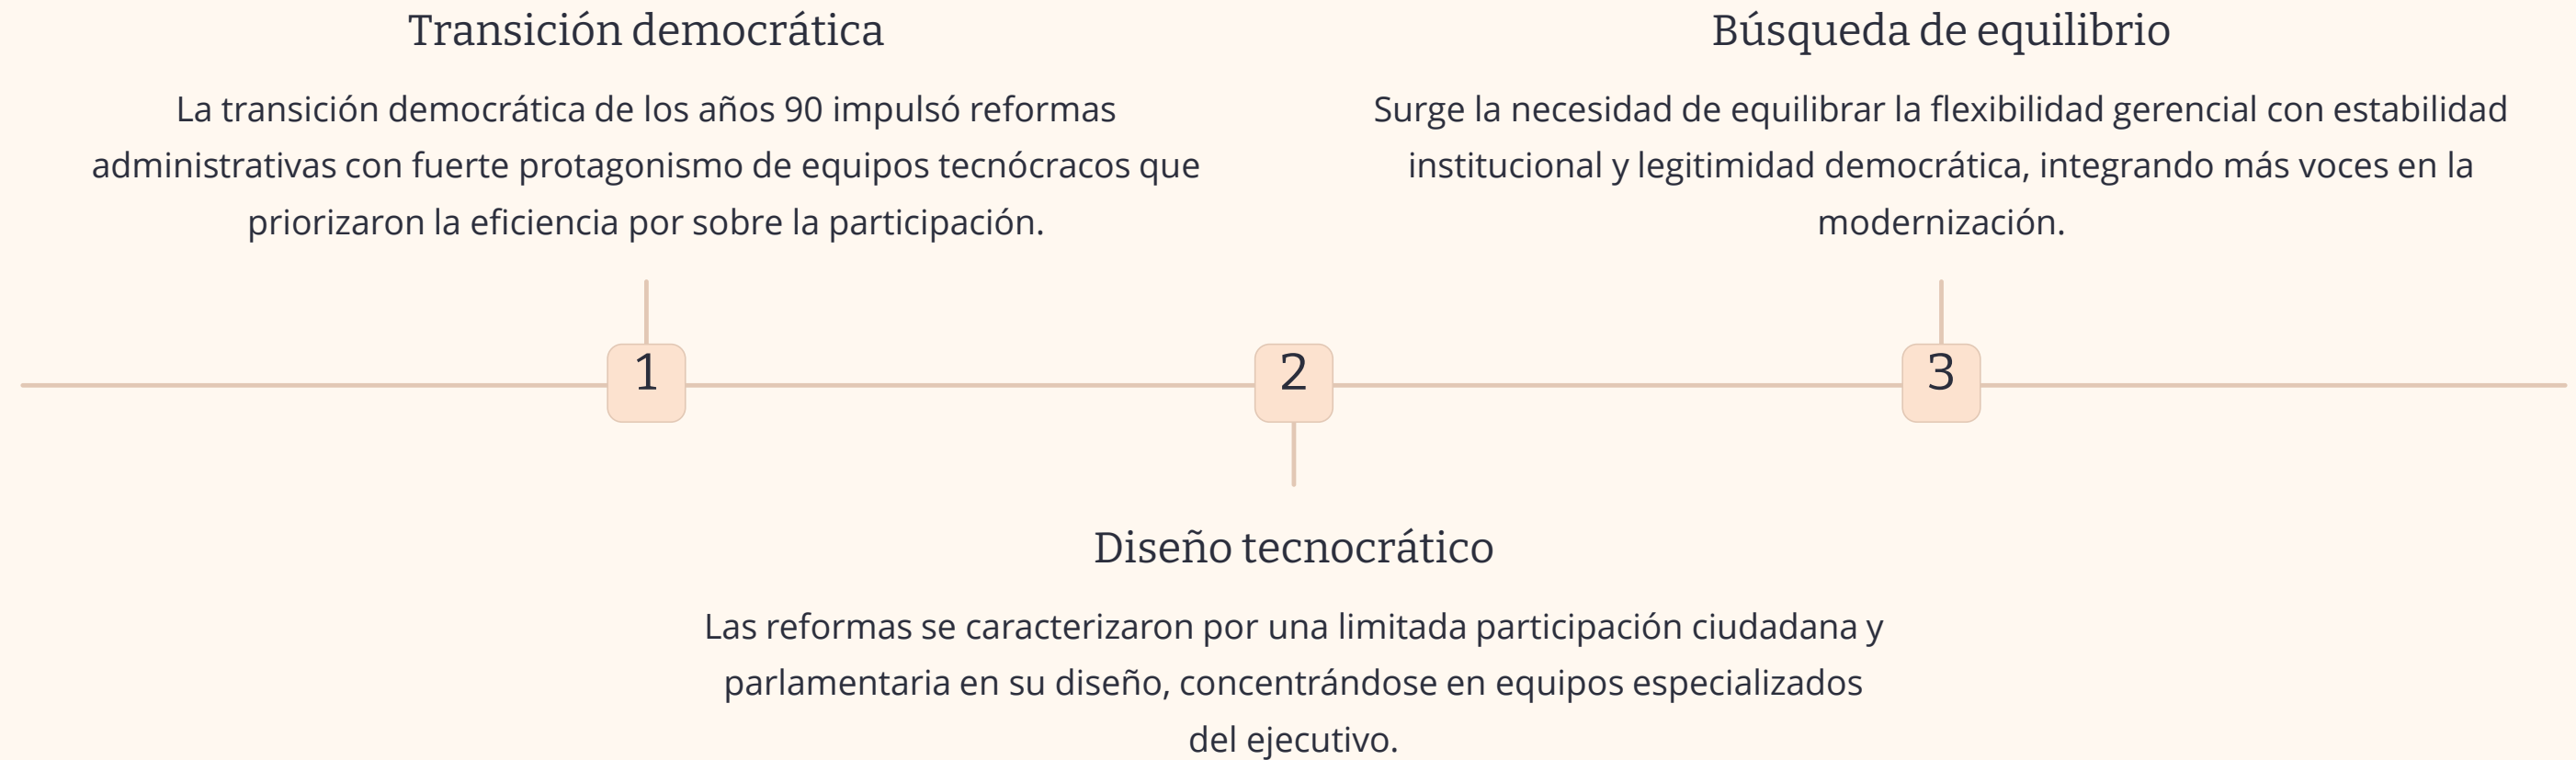 Transición democrática
La transición democrática de los años 90 impulsó reformas
administrativas con fuerte protagonismo de equipos tecnócracos que
priorizaron la eficiencia por sobre la participación.
Búsqueda de equilibrio
Surge la necesidad de equilibrar la flexibilidad gerencial con estabilidad
institucional y legitimidad democrática, integrando más voces en la
modernización.
1
2
3
Diseño tecnocrático
Las reformas se caracterizaron por una limitada participación ciudadana y
parlamentaria en su diseño, concentrándose en equipos especializados
del ejecutivo.